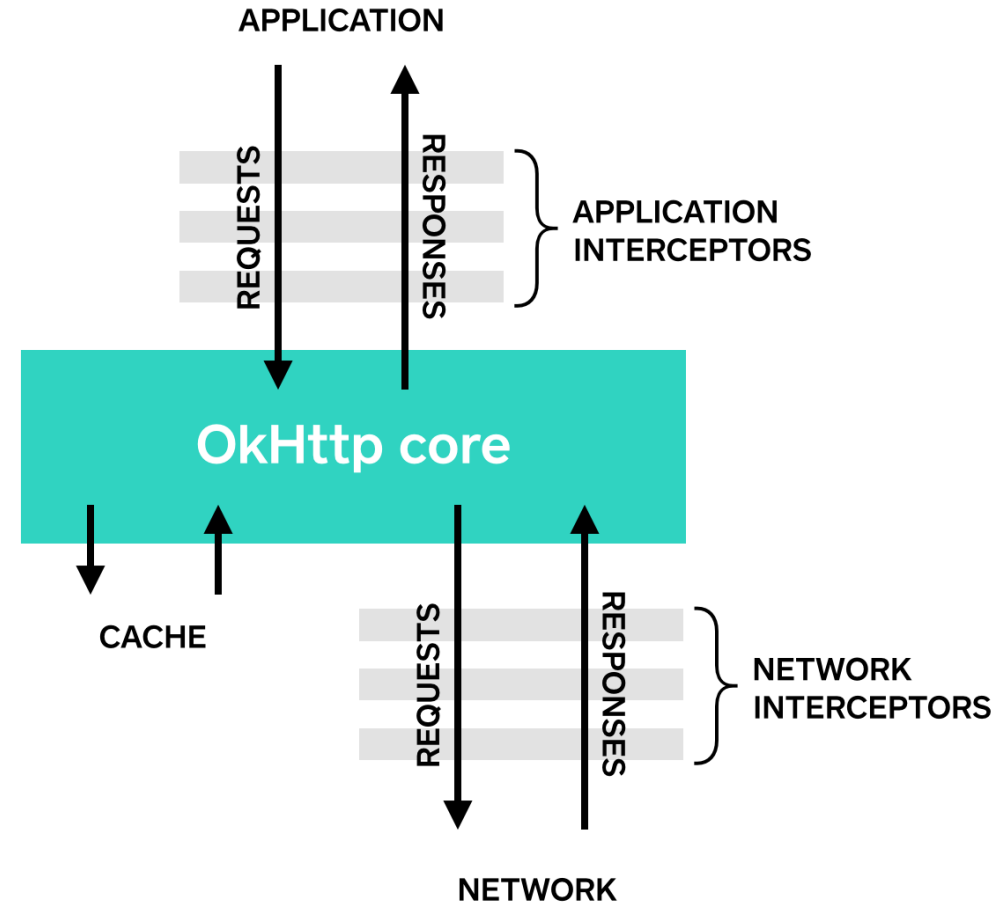 APPLICATION
REQUESTS
RESPONSES
APPLICATION
INTERCEPTORS
OkHttp core
CACHE
REQUESTS
RESPONSES
NETWORK
INTERCEPTORS
NETWORK